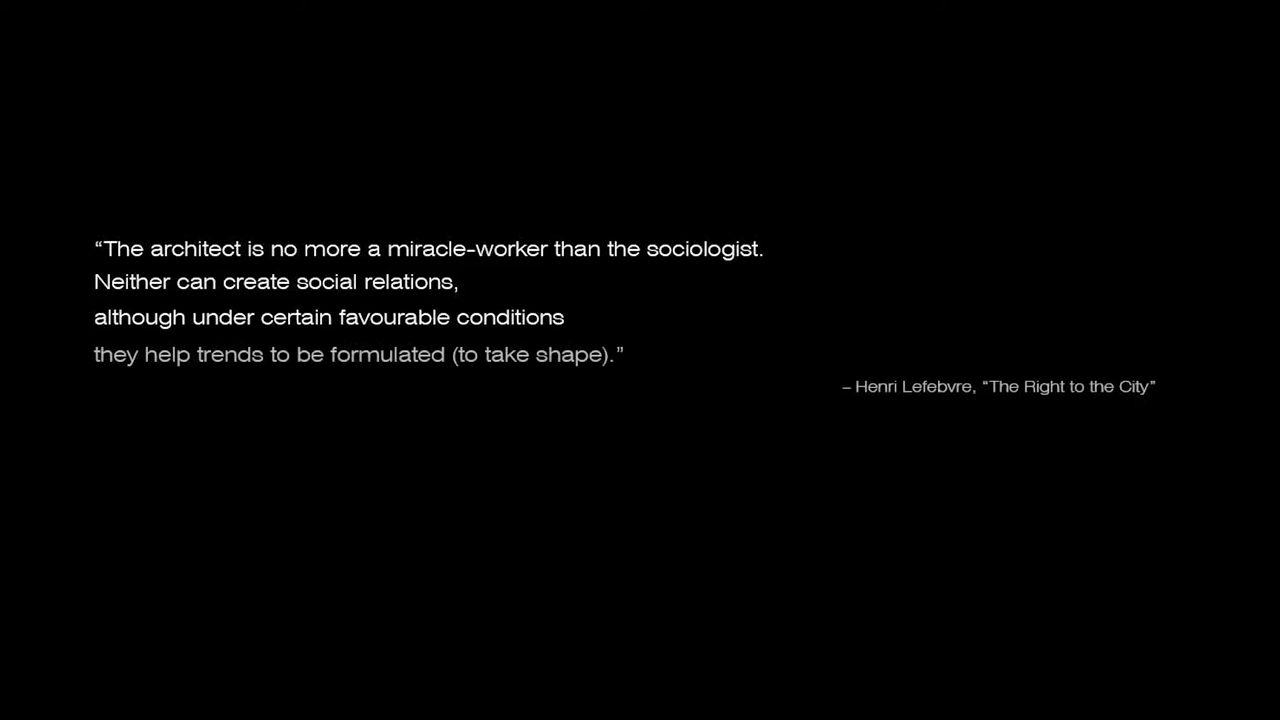 “The architect is no more a miracle-worker than the sociologist.
Neither can create social relations,
although under certain favourable conditions
they help trends to be formulated (to take shape).”
– Henri Lefebvre, “The Right to the City”